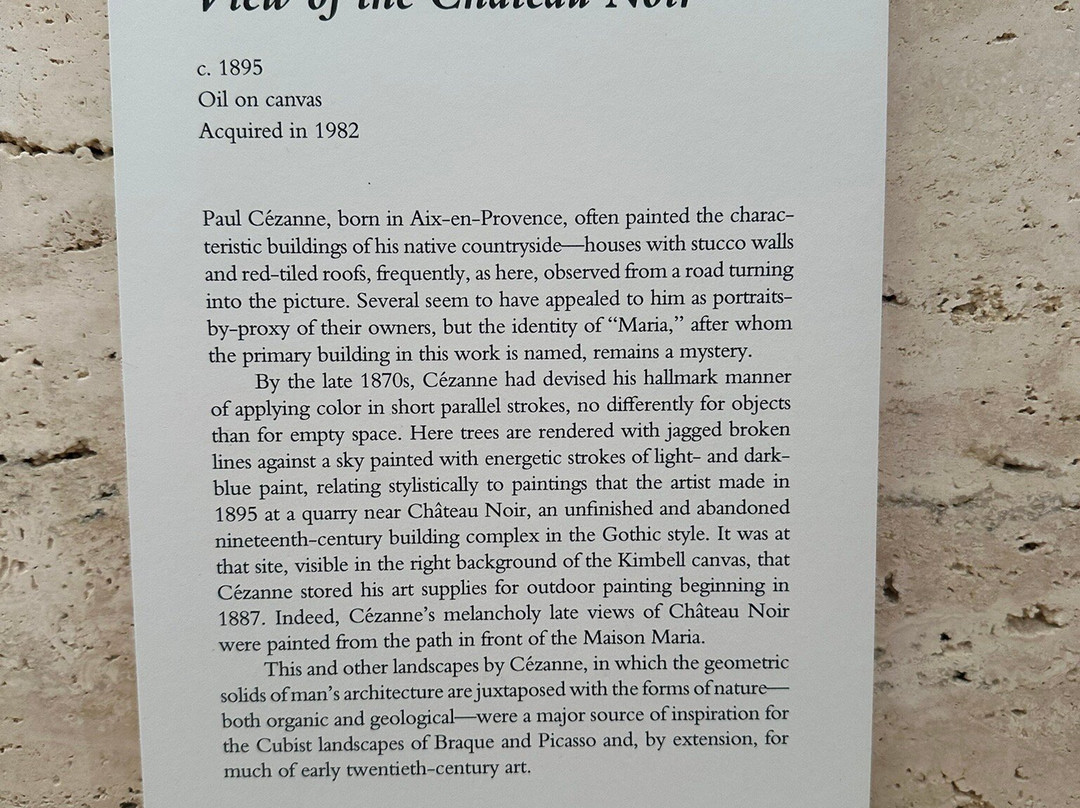 View of the Château Noir
c. 1895
Oil on canvas
Acquired in 1982
Paul Cézanne, born in Aix-en-Provence, often painted the charac-
teristic buildings of his native countryside—houses with stucco walls
and red-tiled roofs, frequently, as here, observed from a road turning
into the picture. Several seem to have appealed to him as portraits-
by-proxy of their owners, but the identity of “Maria,” after whom
the primary building in this work is named, remains a mystery.
By the late 1870s, Cézanne had devised his hallmark manner
of applying color in short parallel strokes, no differently for objects
than for empty space. Here trees are rendered with jagged broken
lines against a sky painted with energetic strokes of light- and dark-
blue paint, relating stylistically to paintings that the artist made in
1895 at a quarry near Château Noir, an unfinished and abandoned
nineteenth-century building complex in the Gothic style. It was at
that site, visible in the right background of the Kimbell canvas, that
Cézanne stored his art supplies for outdoor painting beginning in
1887. Indeed, Cézanne’s melancholy late views of Château Noir
were painted from the path in front of the Maison Maria.
This and other landscapes by Cézanne, in which the geometric
solids of man’s architecture are juxtaposed with the forms of nature—
both organic and geological—were a major source of inspiration for
the Cubist landscapes of Braque and Picasso and, by extension, for
much of early twentieth-century art.